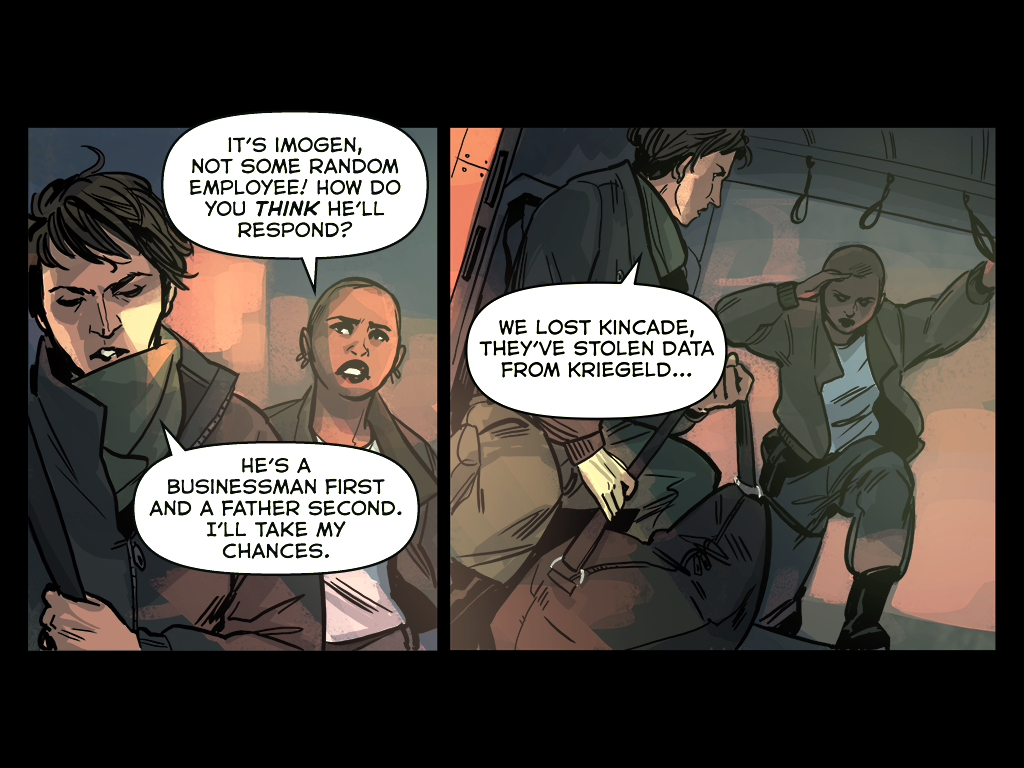 IT'S IMOGEN,
NOT SOME RANDOM
EMPLOYEE! HOW DO
YOU THINK HE'LL
RESPOND?
HE'S A
BUSINESSMAN FIRST
AND A FATHER SECOND.
I'LL TAKE MY
CHANCES.
WE LOST KINCADE,
THEY'VE STOLEN DATA
FROM KRIEGELD...